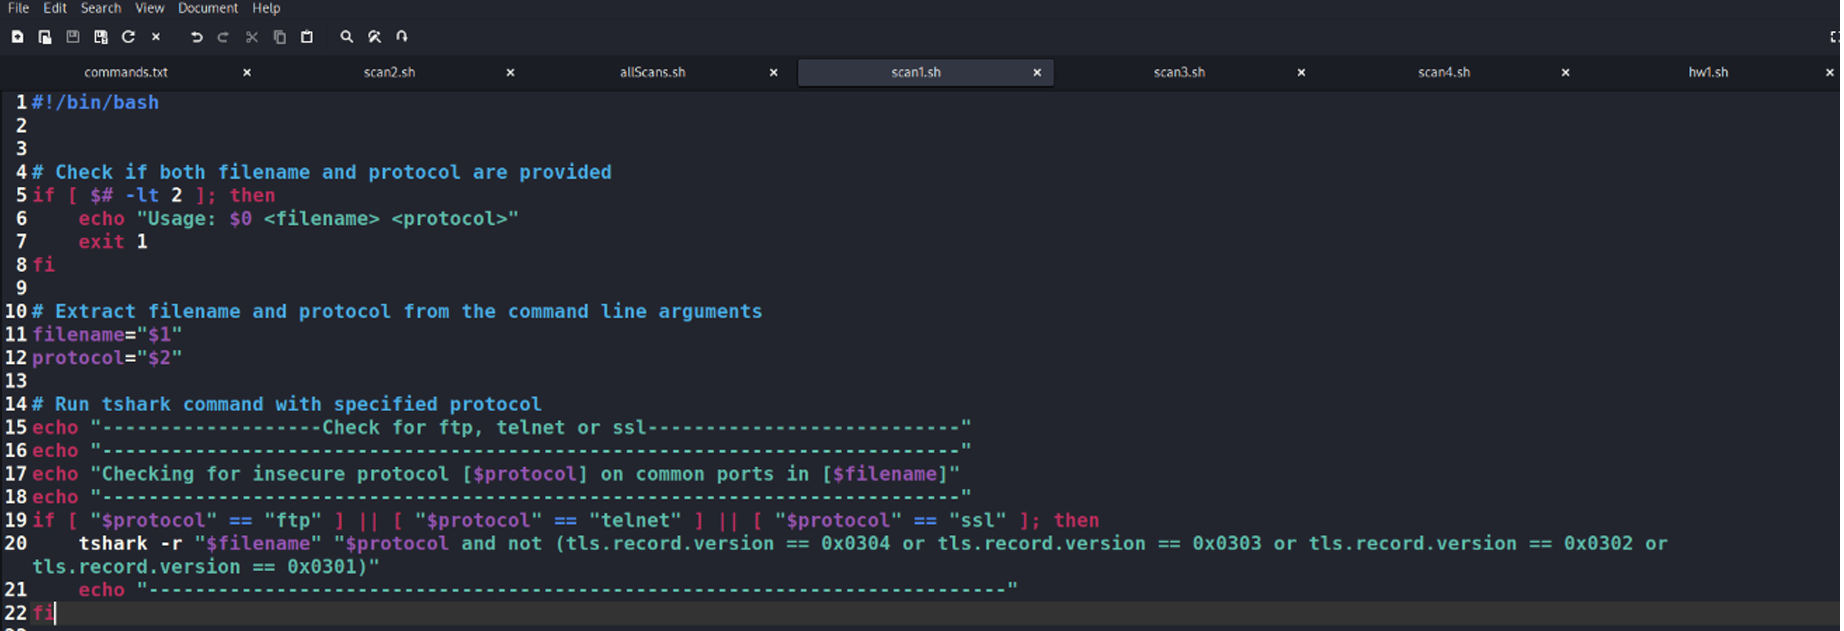 File Edit Search View Document Help
commands.txt × scan2.sh × allScans.sh × scan1.sh × scan3.sh × scan4.sh × hw1.sh ×
1 #!/bin/bash
2
3
4 # Check if both filename and protocol are provided
5 if [ $# -lt 2 ]; then
6     echo "Usage: $0 <filename> <protocol>"
7     exit 1
8 fi
9
10 # Extract filename and protocol from the command line arguments
11 filename="$1"
12 protocol="$2"
13
14 # Run tshark command with specified protocol
15 echo "-------------------Check for ftp, telnet or ssl---------------------------"
16 echo "--------------------------------------------------------------------------"
17 echo "Checking for insecure protocol [$protocol] on common ports in [$filename]"
18 echo "--------------------------------------------------------------------------"
19 if [ "$protocol" == "ftp" ] || [ "$protocol" == "telnet" ] || [ "$protocol" == "ssl" ]; then
20     tshark -r "$filename" "$protocol and not (tls.record.version == 0x0304 or tls.record.version == 0x0303 or tls.record.version == 0x0302 or
tls.record.version == 0x0301)"
21     echo "--------------------------------------------------------------------------"
22 fi